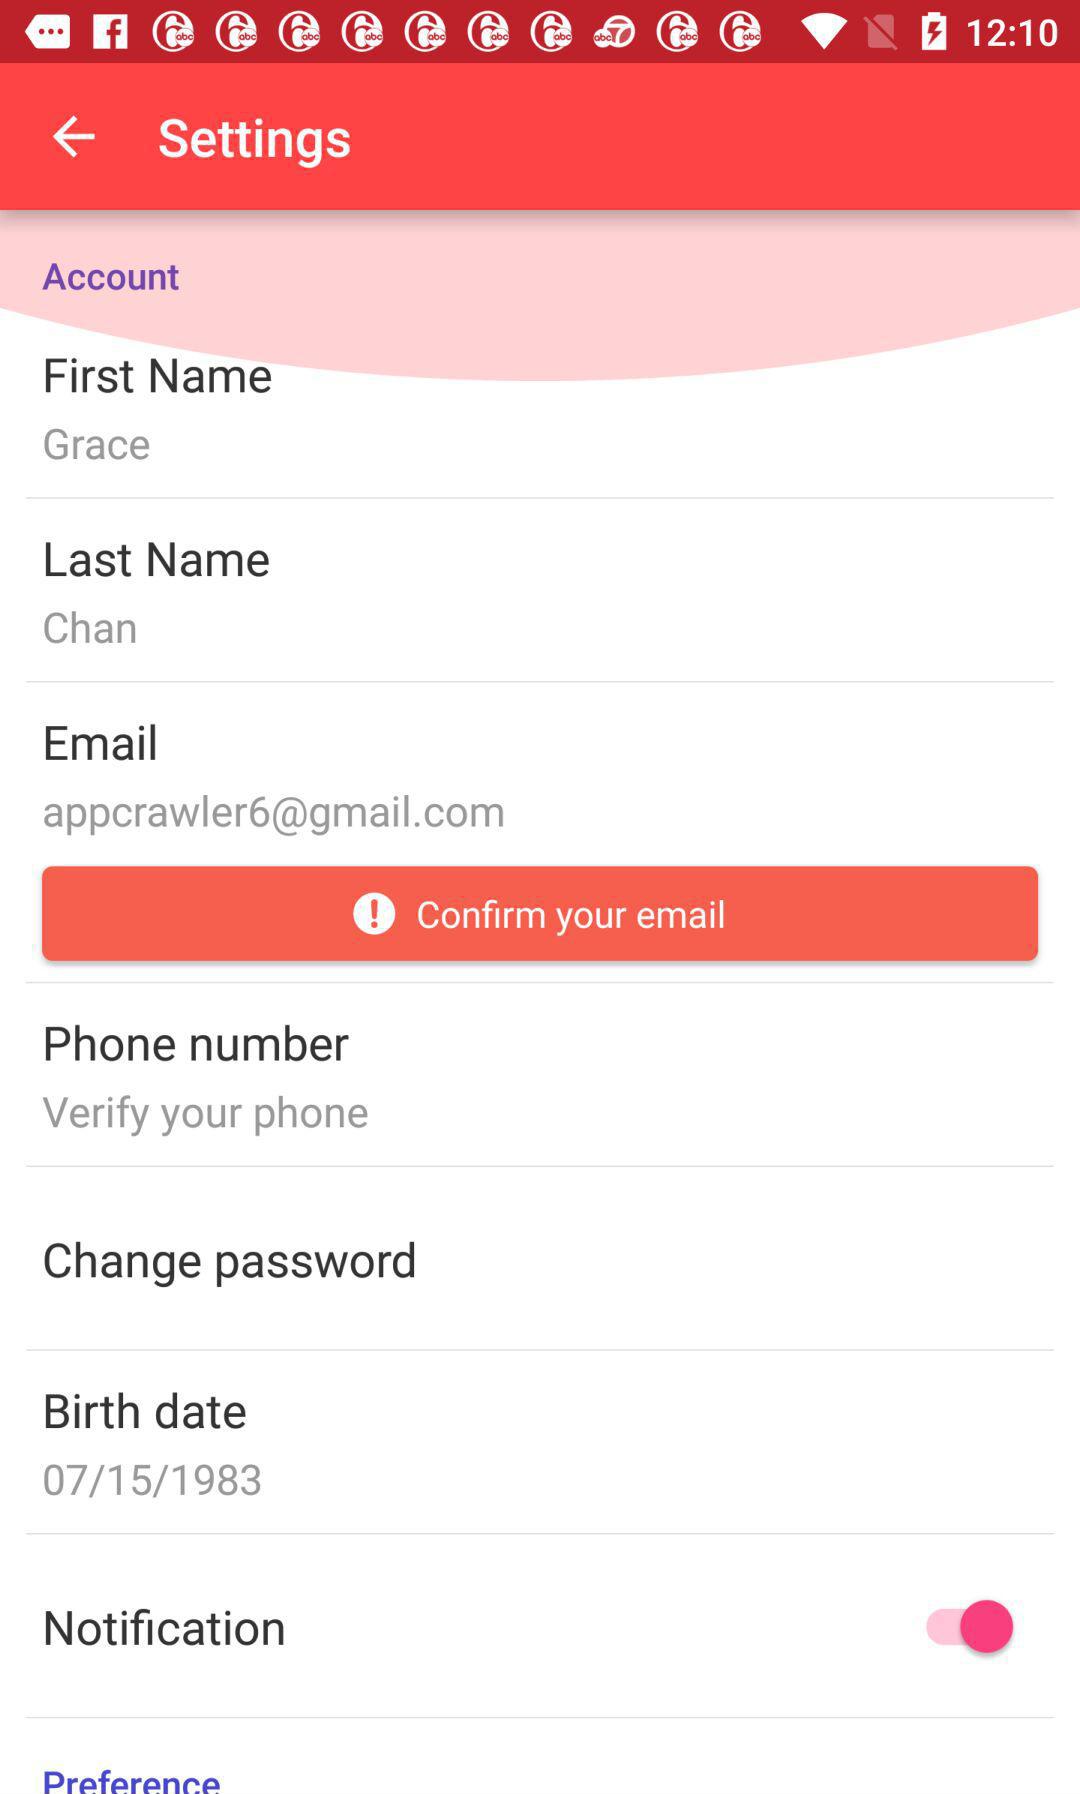 12:10
Settings
Account
First Name
Grace
Last Name
Chan
Email
appcrawler6@gmail.com
Confirm your email
Phone number
Verify your phone
Change password
Birth date
07/15/1983
Notification
Preference